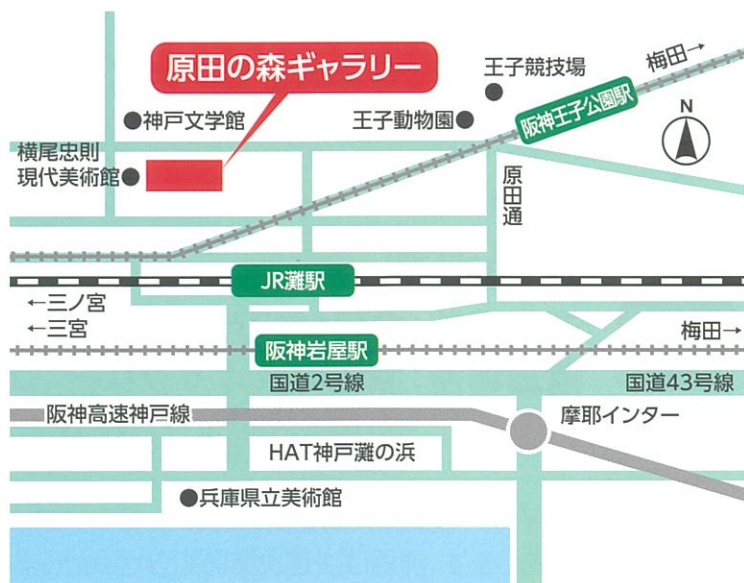 原田の森ギャラリー
王子競技場
梅田→
阪神王子公園駅
N
●神戸文学館
王子動物園●
横尾忠則
現代美術館●
原田通
JR灘駅
←三ノ宮
←三宮
阪神岩屋駅
梅田→
国道2号線
国道43号線
阪神高速神戸線
摩耶インター
HAT神戸灘の浜
●兵庫県立美術館